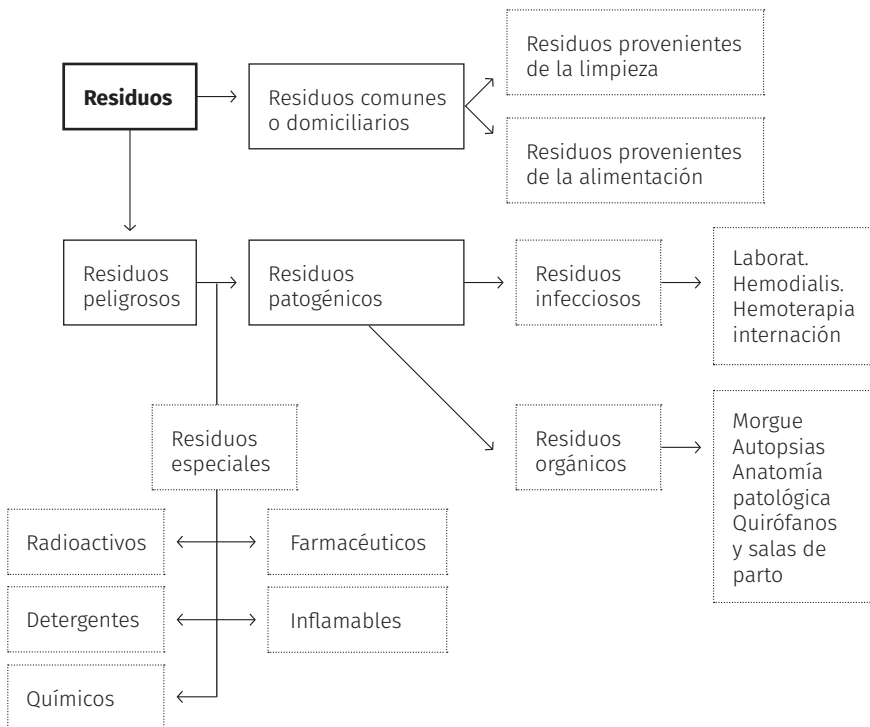 Residuos
Residuos comunes
o domiciliarios
Residuos provenientes
de la limpieza
Residuos provenientes
de la alimentación
Residuos
peligrosos
Residuos
patogénicos
Residuos
infecciosos
Laborat.
Hemodialis.
Hemoterapia
internación
Residuos
especiales
Residuos
orgánicos
Morgue
Autopsias
Anatomía
patológica
Quirófanos
y salas de
parto
Radioactivos
Farmacéuticos
Detergentes
Inflamables
Químicos